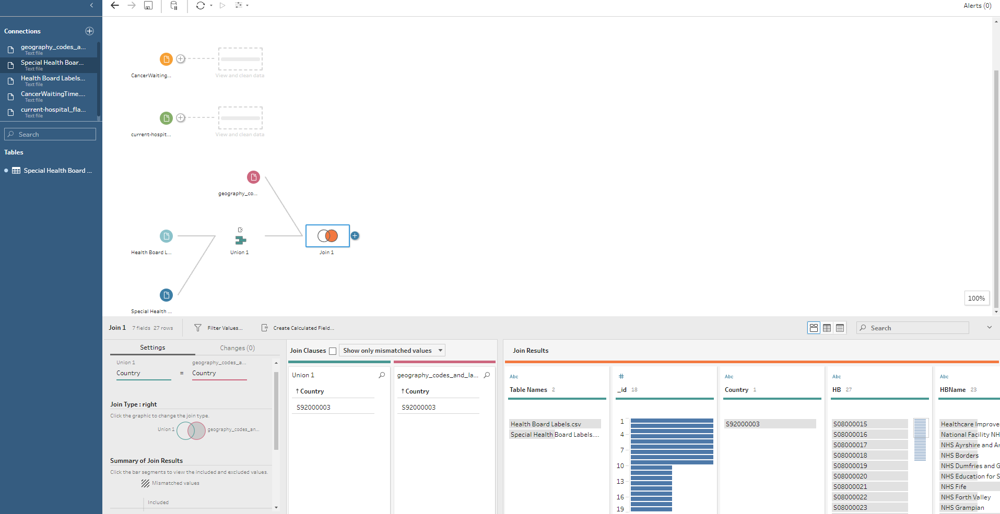 Alerts (0)
Connections
geography_codes_a...
Text file
Special Health Boar...
Text file
Health Board Labels...
Text file
CancerWaitingTime....
Text file
current-hospital_fla...
Text file
Search
Tables
Special Health Board ...
CancerWaiting...
View and clean data
current-hospit...
View and clean data
geography_co...
Health Board L...
Union 1
Join 1
Special Health ...
100%
Join 1 7 fields 27 rows
Filter Values...
Create Calculated Field...
Search
Settings
Changes (0)
Union 1
geography_codes_a...
Country = Country
Join Type : right
Click the graphic to change the join type.
Union 1
geography_codes_an...
Summary of Join Results
Click the bar segments to view the included and excluded values.
Mismatched values
Included
Join Clauses
Show only mismatched values
Union 1
Country
S92000003
geography_codes_and_la...
Country
S92000003
Join Results
Abc
Table Names 2
Health Board Labels.csv
Special Health Board Labels....
#
_id 18
1
4
7
10
13
16
19
Abc
Country 1
S92000003
Abc
HB 27
S08000015
S08000016
S08000017
S08000018
S08000019
S08000020
S08000021
S08000022
S08000023
Abc
HBName 23
Healthcare Improve
National Facility NH
NHS Ayrshire and Ar
NHS Borders
NHS Dumfries and G
NHS Education for S
NHS Fife
NHS Forth Valley
NHS Grampian